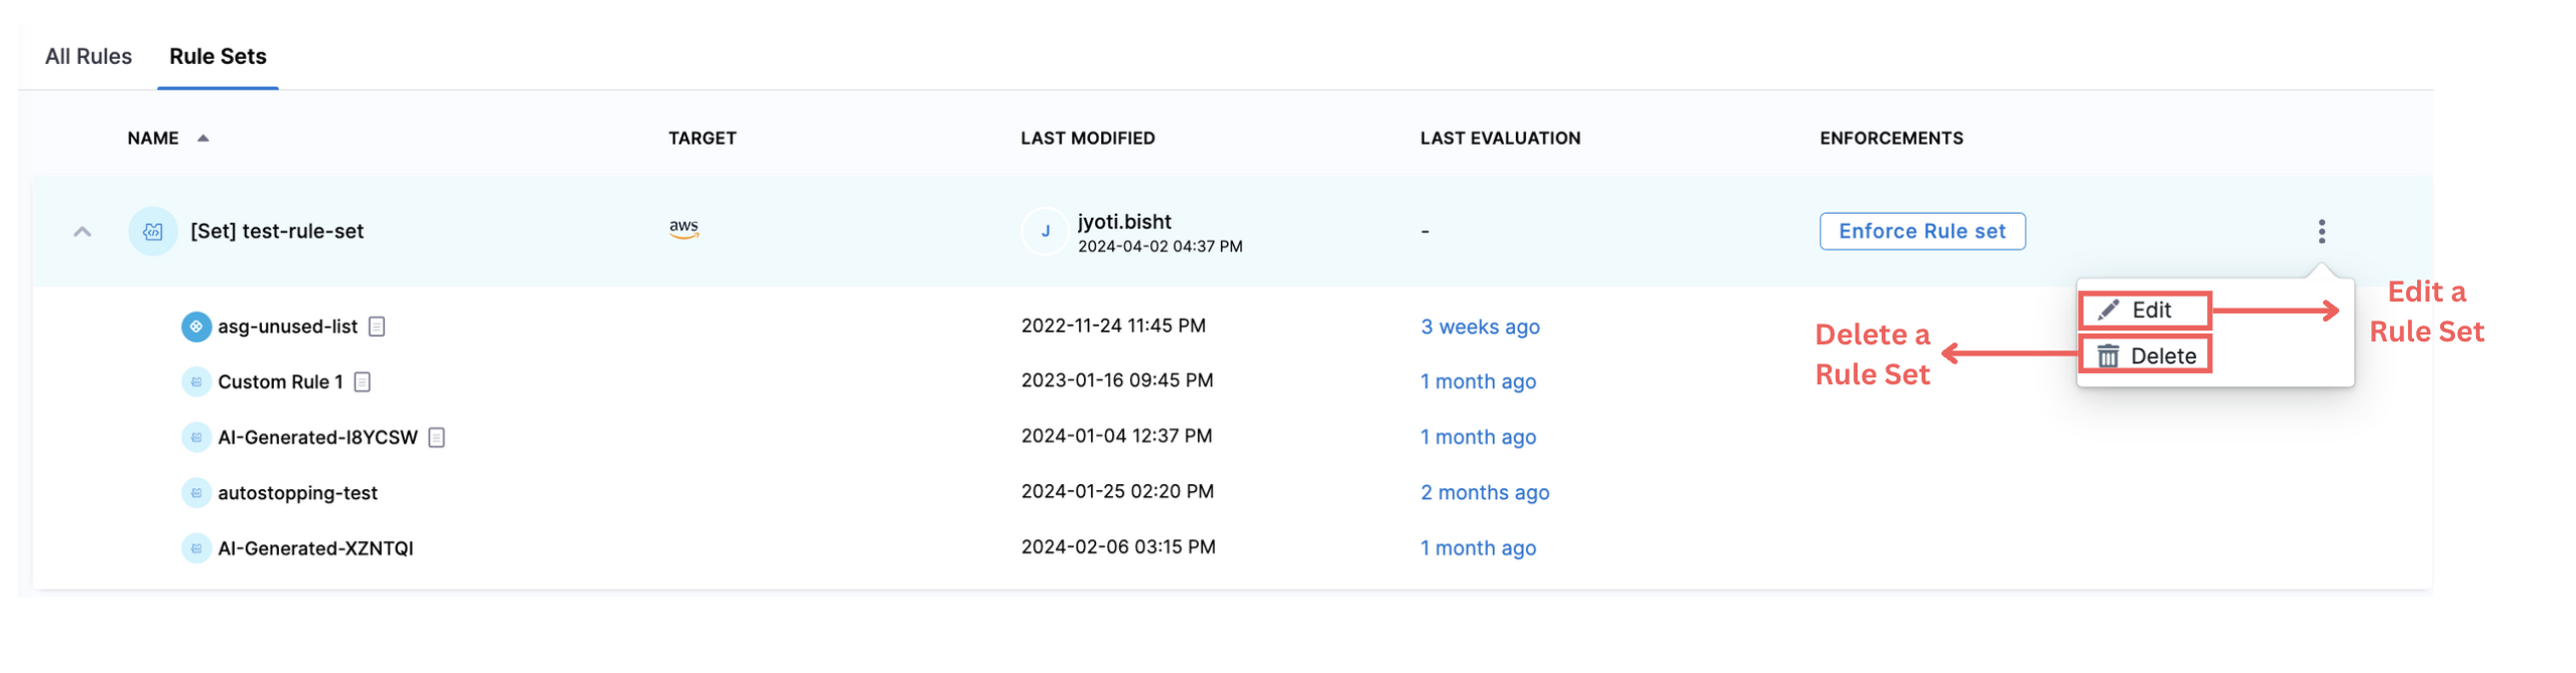 All Rules Rule Sets
NAME TARGET LAST MODIFIED LAST EVALUATION ENFORCEMENTS
[Set] test-rule-set aws J jyoti.bisht - Enforce Rule set
2024-04-02 04:37 PM
asg-unused-list 2022-11-24 11:45 PM 3 weeks ago
Custom Rule 1 2023-01-16 09:45 PM 1 month ago
AI-Generated-I8YCSW 2024-01-04 12:37 PM 1 month ago
autostopping-test 2024-01-25 02:20 PM 2 months ago
AI-Generated-XZNTQI 2024-02-06 03:15 PM 1 month ago
Edit
Delete
Edit a
Rule Set
Delete a
Rule Set